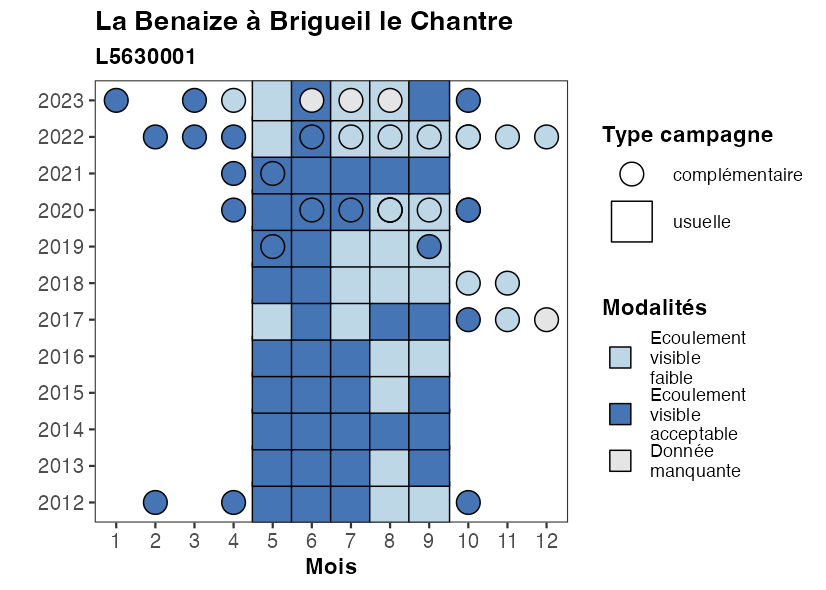 La Benaize à Brigueil le Chantre
L5630001
2023
2022
2021
2020
2019
2018
2017
2016
2015
2014
2013
2012
1 2 3 4 5 6 7 8 9 10 11 12
Mois
Type campagne
complémentaire
usuelle
Modalités
Ecoulement
visible
faible
Ecoulement
visible
acceptable
Donnée
manquante